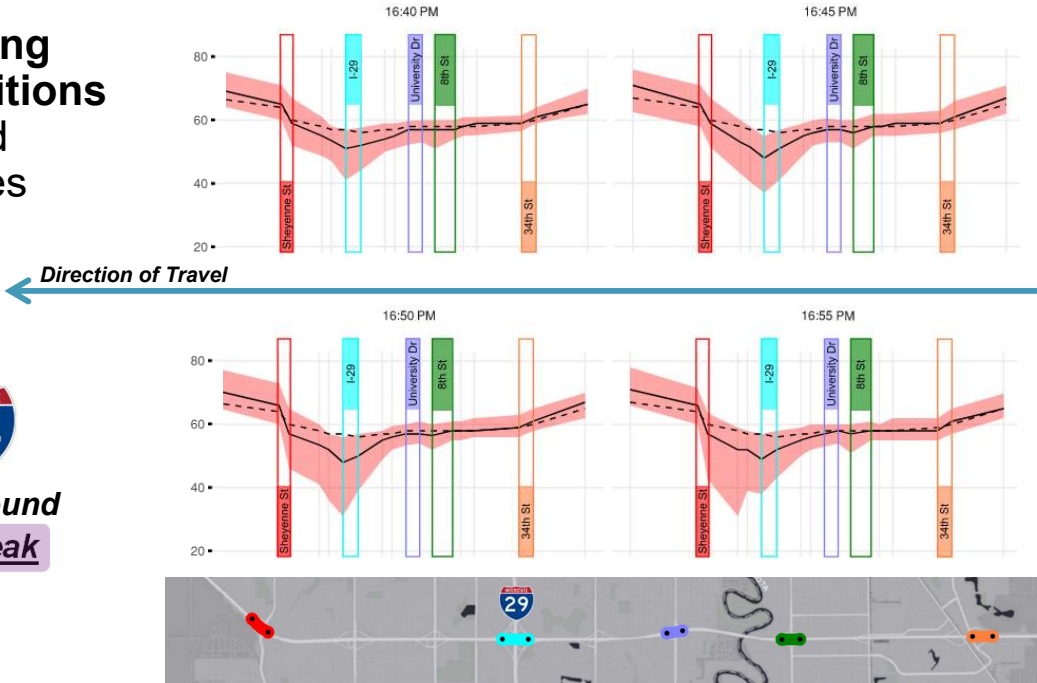 ing
itions
d
es
16:40 PM
16:45 PM
80
60
40
20
Sheyenne St
I-29
University Dr
8th St
34th St
Sheyenne St
I-29
University Dr
8th St
34th St
Direction of Travel
16:50 PM
16:55 PM
80
60
40
20
Sheyenne St
I-29
University Dr
8th St
34th St
Sheyenne St
I-29
University Dr
8th St
34th St
ound
eak
INTERSTATE
29